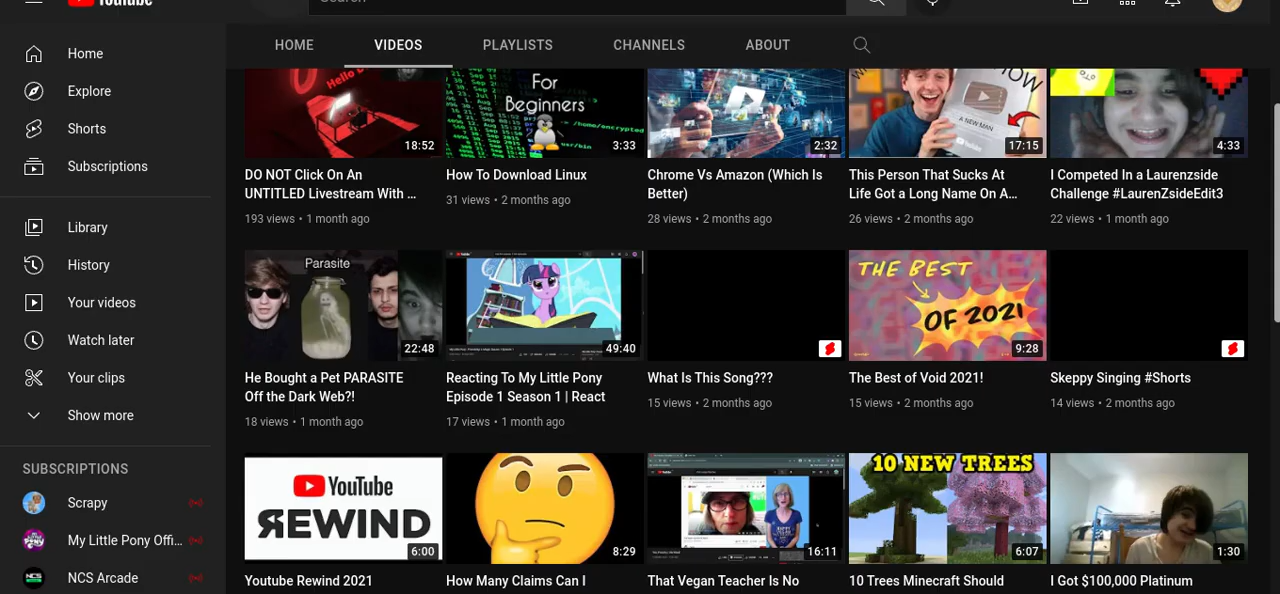 YouTube
Search
HOME
VIDEOS
PLAYLISTS
CHANNELS
ABOUT
Home
Explore
Shorts
Subscriptions
Library
History
Your videos
Watch later
Your clips
Show more
SUBSCRIPTIONS
Scrapy
My Little Pony Offi...
NCS Arcade
NCS
Hello
18:52
DO NOT Click On An
UNTITLED Livestream With ...
193 views • 1 month ago
For
Beginners
3:33
How To Download Linux
31 views • 2 months ago
2:32
Chrome Vs Amazon (Which Is
Better)
28 views • 2 months ago
A NEW MAN
17:15
This Person That Sucks At
Life Got a Long Name On A...
26 views • 2 months ago
4:33
I Competed In a Laurenzside
Challenge #LaurenZsideEdit3
22 views • 1 month ago
Parasite
22:48
He Bought a Pet PARASITE
Off the Dark Web?!
18 views • 1 month ago
49:40
Reacting To My Little Pony
Episode 1 Season 1 | React
17 views • 1 month ago
What Is This Song???
15 views • 2 months ago
THE BEST
OF 2021
9:28
The Best of Void 2021!
15 views • 2 months ago
Skeppy Singing #Shorts
14 views • 2 months ago
YouTube
REWIND
6:00
Youtube Rewind 2021
8:29
How Many Claims Can I
16:11
That Vegan Teacher Is No
10 NEW TREES
6:07
10 Trees Minecraft Should
1:30
I Got $100,000 Platinum